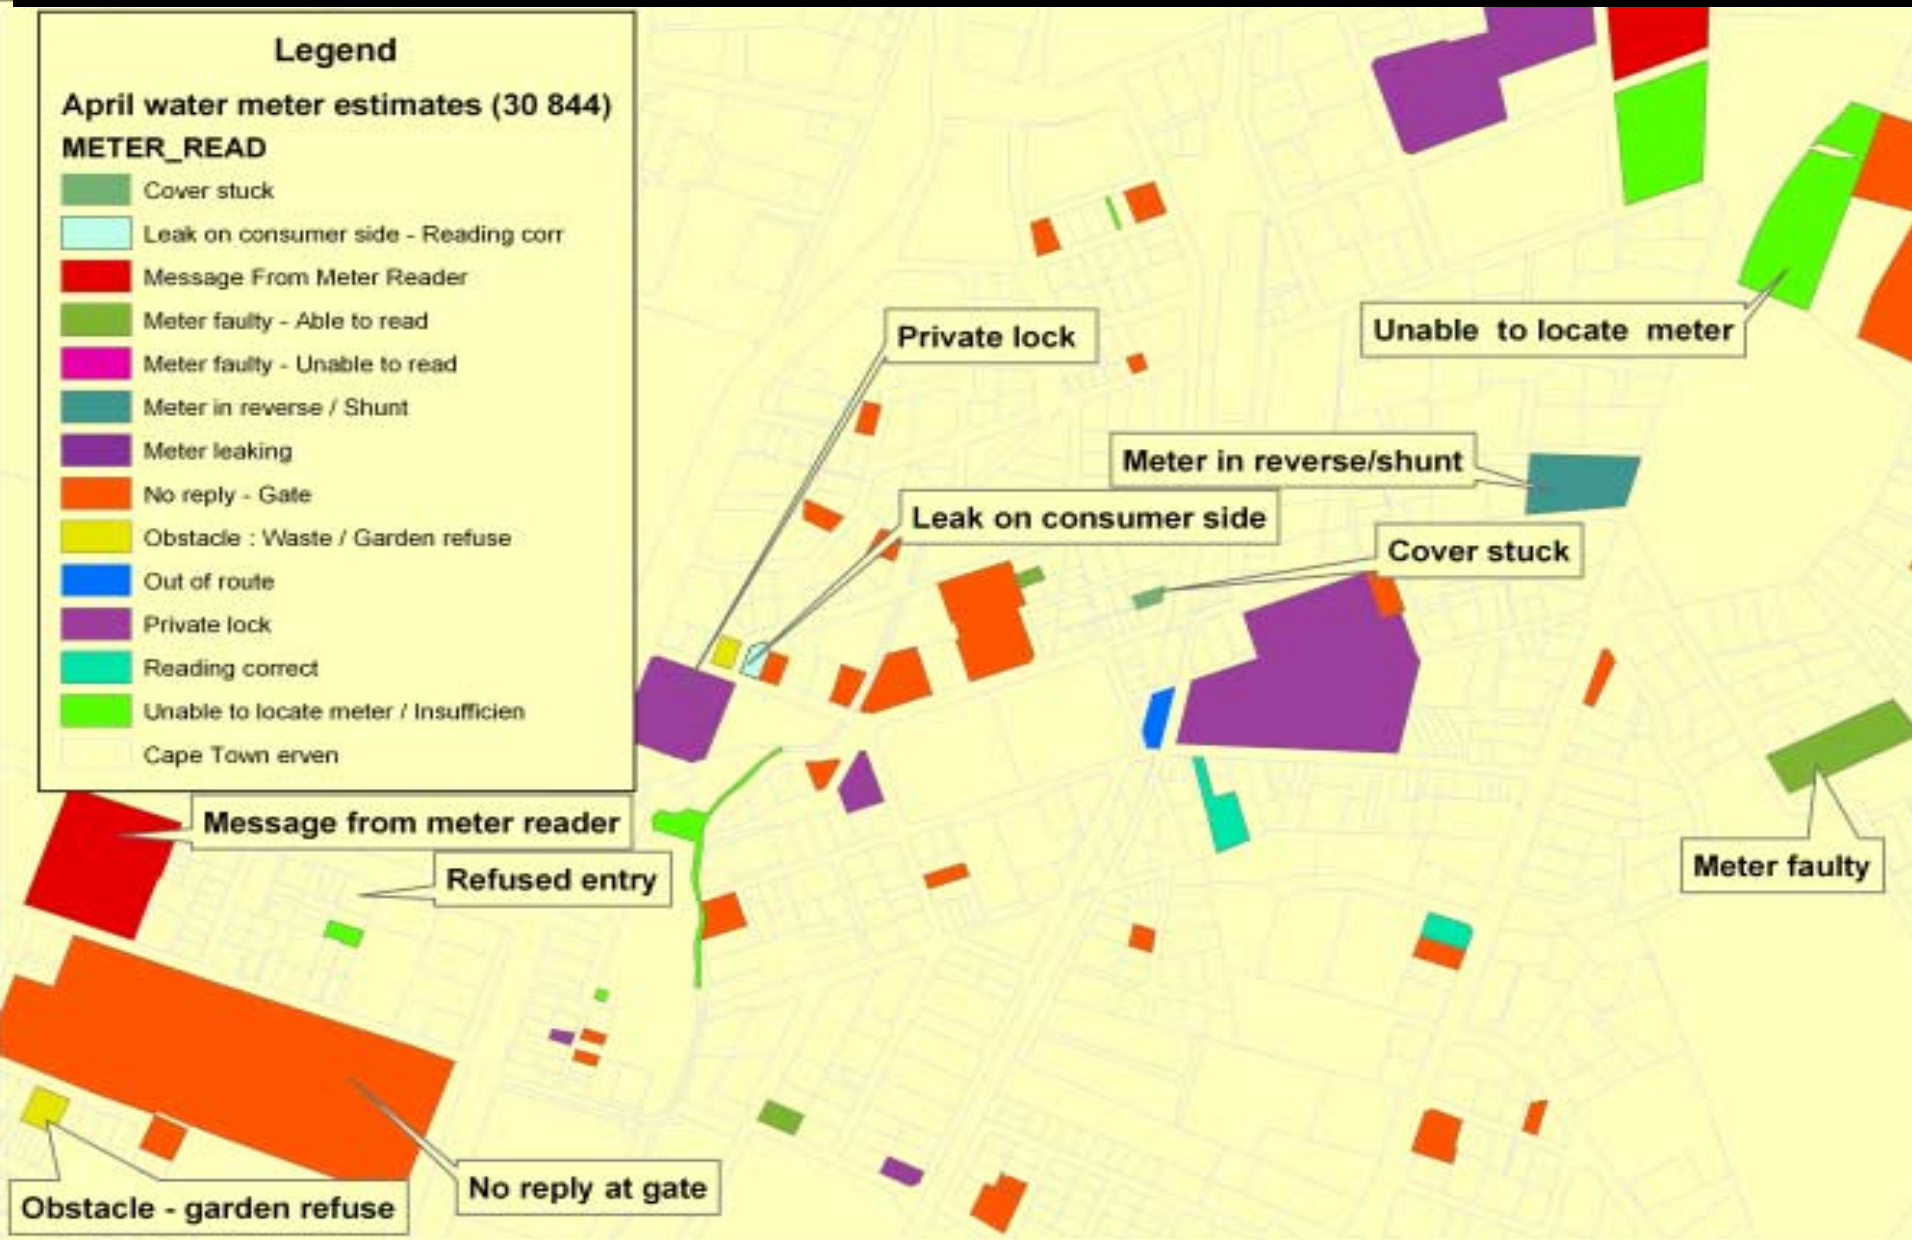 Legend
April water meter estimates (30 844)
METER_READ
Cover stuck
Leak on consumer side - Reading corr
Message From Meter Reader
Meter faulty - Able to read
Meter faulty - Unable to read
Meter in reverse / Shunt
Meter leaking
No reply - Gate
Obstacle : Waste / Garden refuse
Out of route
Private lock
Reading correct
Unable to locate meter / Insufficien
Cape Town erven
Private lock
Unable to locate meter
Meter in reverse/shunt
Leak on consumer side
Cover stuck
Message from meter reader
Refused entry
Meter faulty
No reply at gate
Obstacle - garden refuse